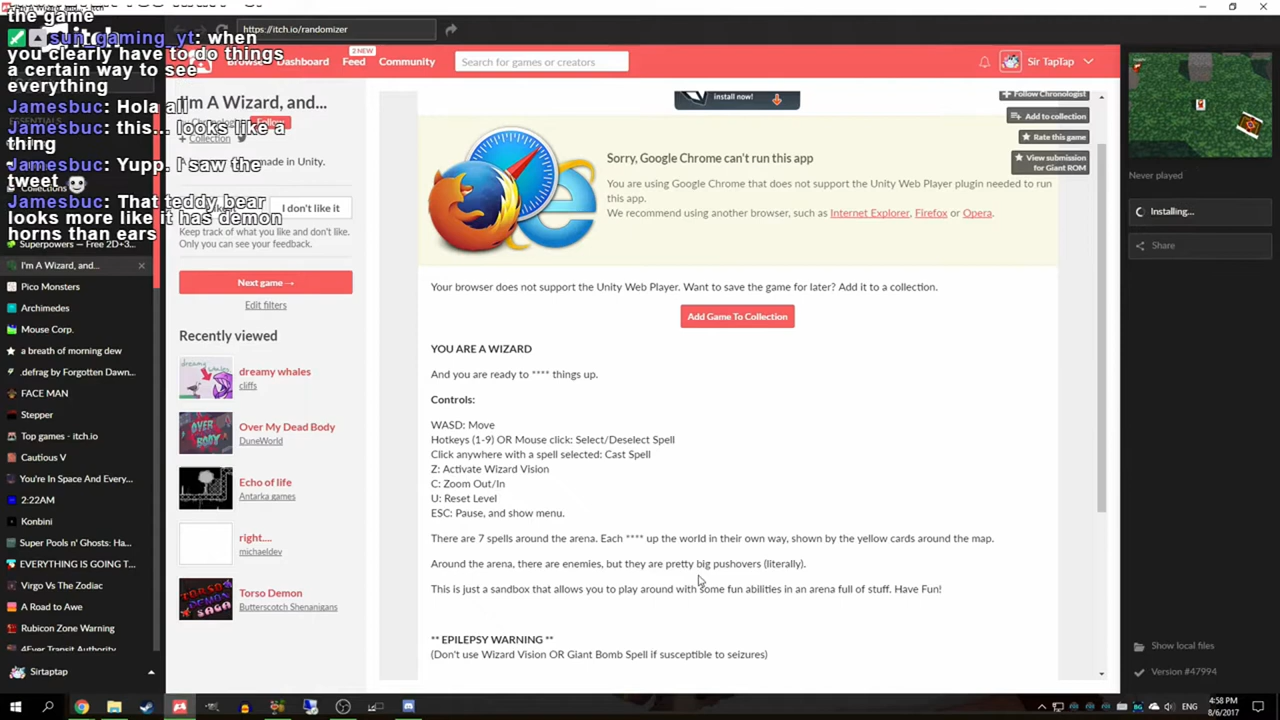 the game
sun_gaming_yt: when
you clearly have to do things
a certain way to see
everything
Jamesbuc: Hola all
Jamesbuc: this... looks like a
thing
Jamesbuc: Yupp. I saw the
tweet
Jamesbuc: That teddy bear
looks more like it has demon
horns than ears
https://itch.io/randomizer
Browse
Dashboard
Feed
2 NEW
Community
Search for games or creators
Sir TapTap
I'm A Wizard, and...
Follow
Collection
made in Unity.
I don't like it
Keep track of what you like and don't like.
Only you can see your feedback.
Next game →
Edit filters
Recently viewed
dreamy whales
cliffs
Over My Dead Body
DuneWorld
Echo of life
Antarka games
right....
michaeldev
Torso Demon
Butterscotch Shenanigans
Superpowers — Free 2D+3...
I'm A Wizard, and...
Pico Monsters
Archimedes
Mouse Corp.
a breath of morning dew
.defrag by Forgotten Dawn...
FACE MAN
Stepper
Top games - itch.io
Cautious V
You're In Space And Every...
2:22AM
Konbini
Super Pools n' Ghosts: Ha...
EVERYTHING IS GOING T...
Virgo Vs The Zodiac
A Road to Awe
Rubicon Zone Warning
4Ever Transit Authority
Sirtaptap
install now!
Follow Chronologist
Add to collection
Rate this game
View submission
for Giant ROM
Sorry, Google Chrome can't run this app
You are using Google Chrome that does not support the Unity Web Player plugin needed to run
this app.
We recommend using another browser, such as Internet Explorer, Firefox or Opera.
Your browser does not support the Unity Web Player. Want to save the game for later? Add it to a collection.
Add Game To Collection
YOU ARE A WIZARD
And you are ready to **** things up.
Controls:
WASD: Move
Hotkeys (1-9) OR Mouse click: Select/Deselect Spell
Click anywhere with a spell selected: Cast Spell
Z: Activate Wizard Vision
C: Zoom Out/In
U: Reset Level
ESC: Pause, and show menu.
There are 7 spells around the arena. Each **** up the world in their own way, shown by the yellow cards around the map.
Around the arena, there are enemies, but they are pretty big pushovers (literally).
This is just a sandbox that allows you to play around with some fun abilities in an arena full of stuff. Have Fun!
** EPILEPSY WARNING **
(Don't use Wizard Vision OR Giant Bomb Spell if susceptible to seizures)
Never played
Installing...
Share
Show local files
Version #47994
ENG
4:58 PM
8/6/2017